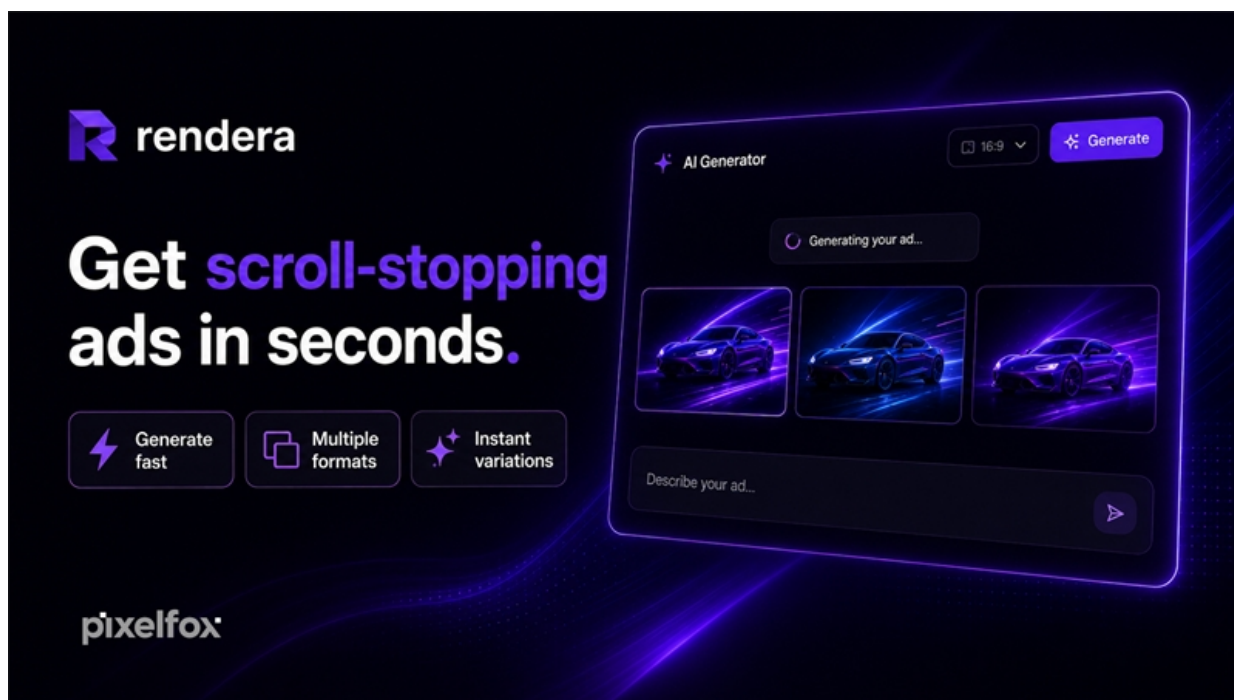 rendera
Get scroll-stopping
ads in seconds.
Generate
fast
Multiple
formats
Instant
variations
pixelfox
AI Generator
16:9
Generate
Generating your ad...
Describe your ad...